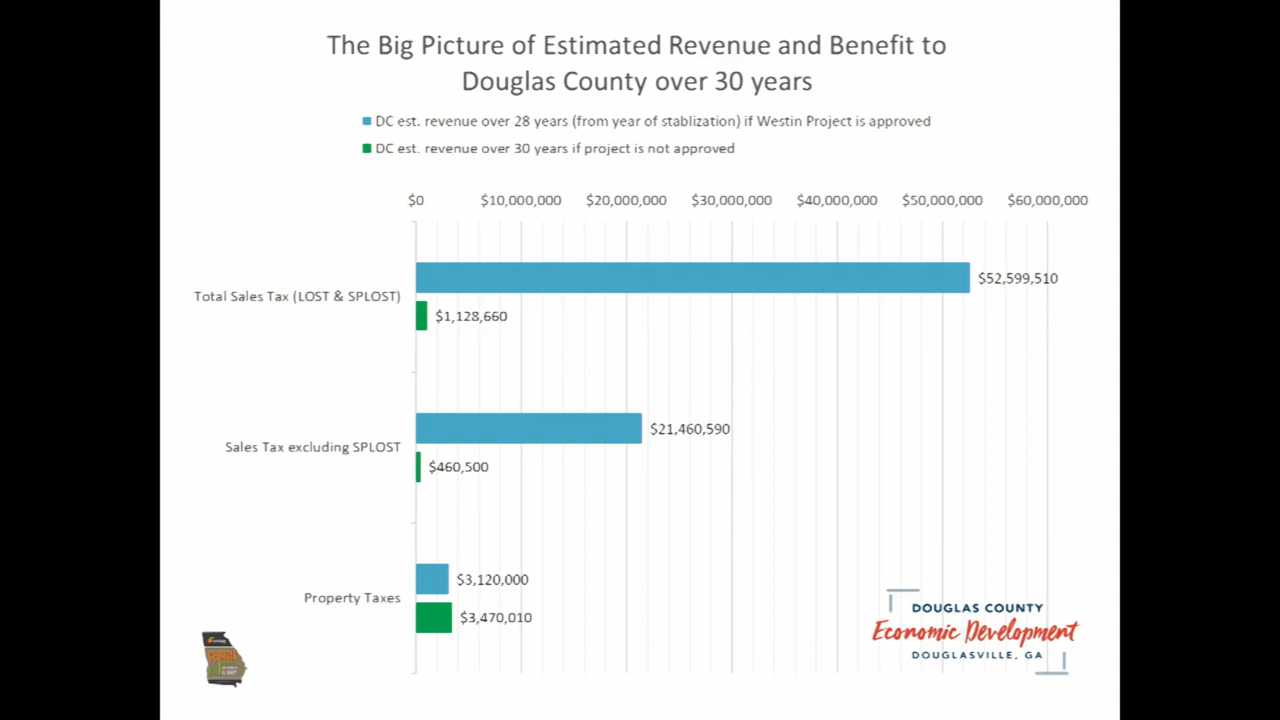 The Big Picture of Estimated Revenue and Benefit to
Douglas County over 30 years
DC est. revenue over 28 years (from year of stablization) if Westin Project is approved
DC est. revenue over 30 years if project is not approved
$0 $10,000,000 $20,000,000 $30,000,000 $40,000,000 $50,000,000 $60,000,000
Total Sales Tax (LOST & SPLOST)
$52,599,510
$1,128,660
Sales Tax excluding SPLOST
$21,460,590
$460,500
Property Taxes
$3,120,000
$3,470,010
DOUGLAS COUNTY
Economic Development
DOUGLASVILLE, GA